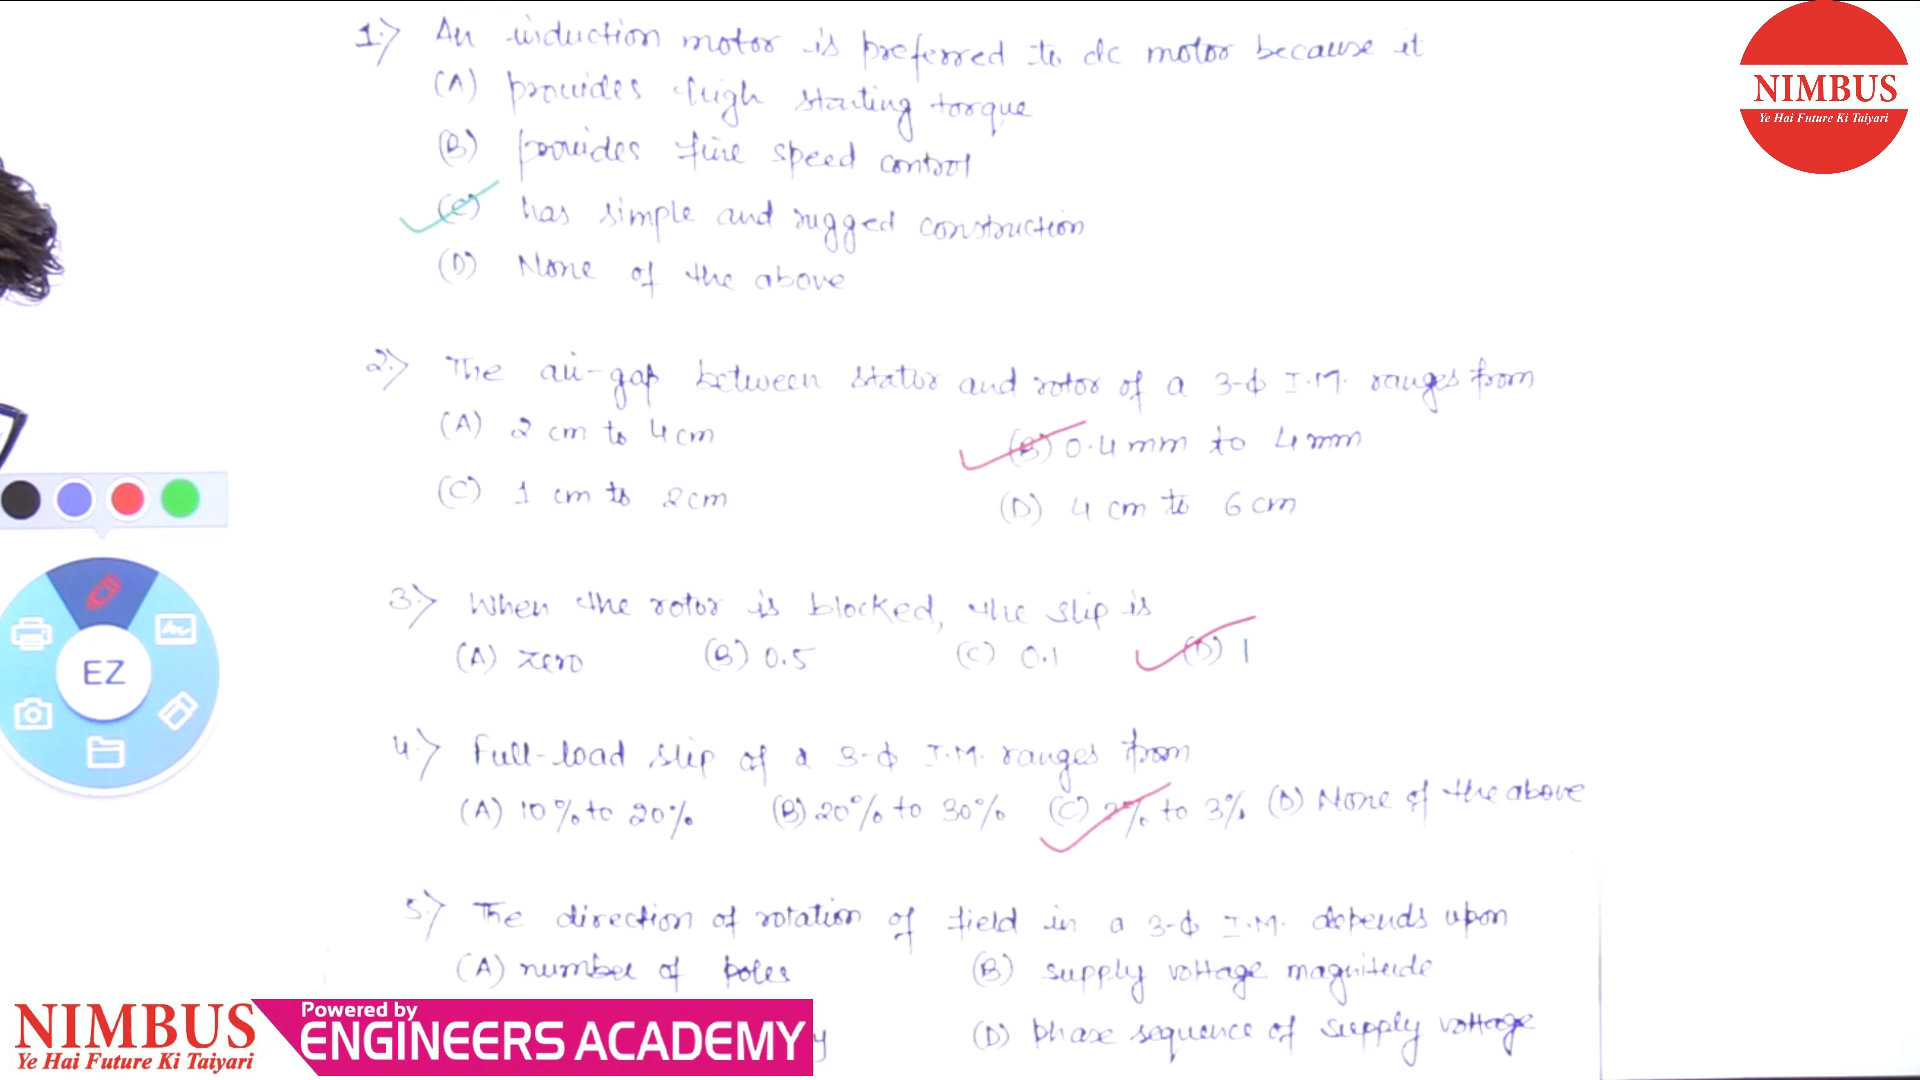 1.) An induction motor is preferred to dc motor because it
(A) provides high starting torque
(B) provides fine speed control
(C) has simple and rugged construction
(D) None of the above
NIMBUS
Ye Hai Future Ki Taiyari
2.) The air-gap between stator and rotor of a 3-ϕ I.M. ranges from
(A) 2 cm to 4 cm (B) 0.4 mm to 4 mm
(C) 1 cm to 2 cm (D) 4 cm to 6 cm
3.) When the rotor is blocked, the slip is
(A) zero (B) 0.5 (C) 0.1 (D) 1
EZ
4.) Full-load slip of a 3-ϕ I.M. ranges from
(A) 10% to 20% (B) 20% to 30% (C) 2% to 3% (D) None of the above
5.) The direction of rotation of field in a 3-ϕ I.M. depends upon
(A) number of poles (B) supply voltage magnitude
(D) phase sequence of supply voltage
NIMBUS
Ye Hai Future Ki Taiyari
Powered by
ENGINEERS ACADEMY